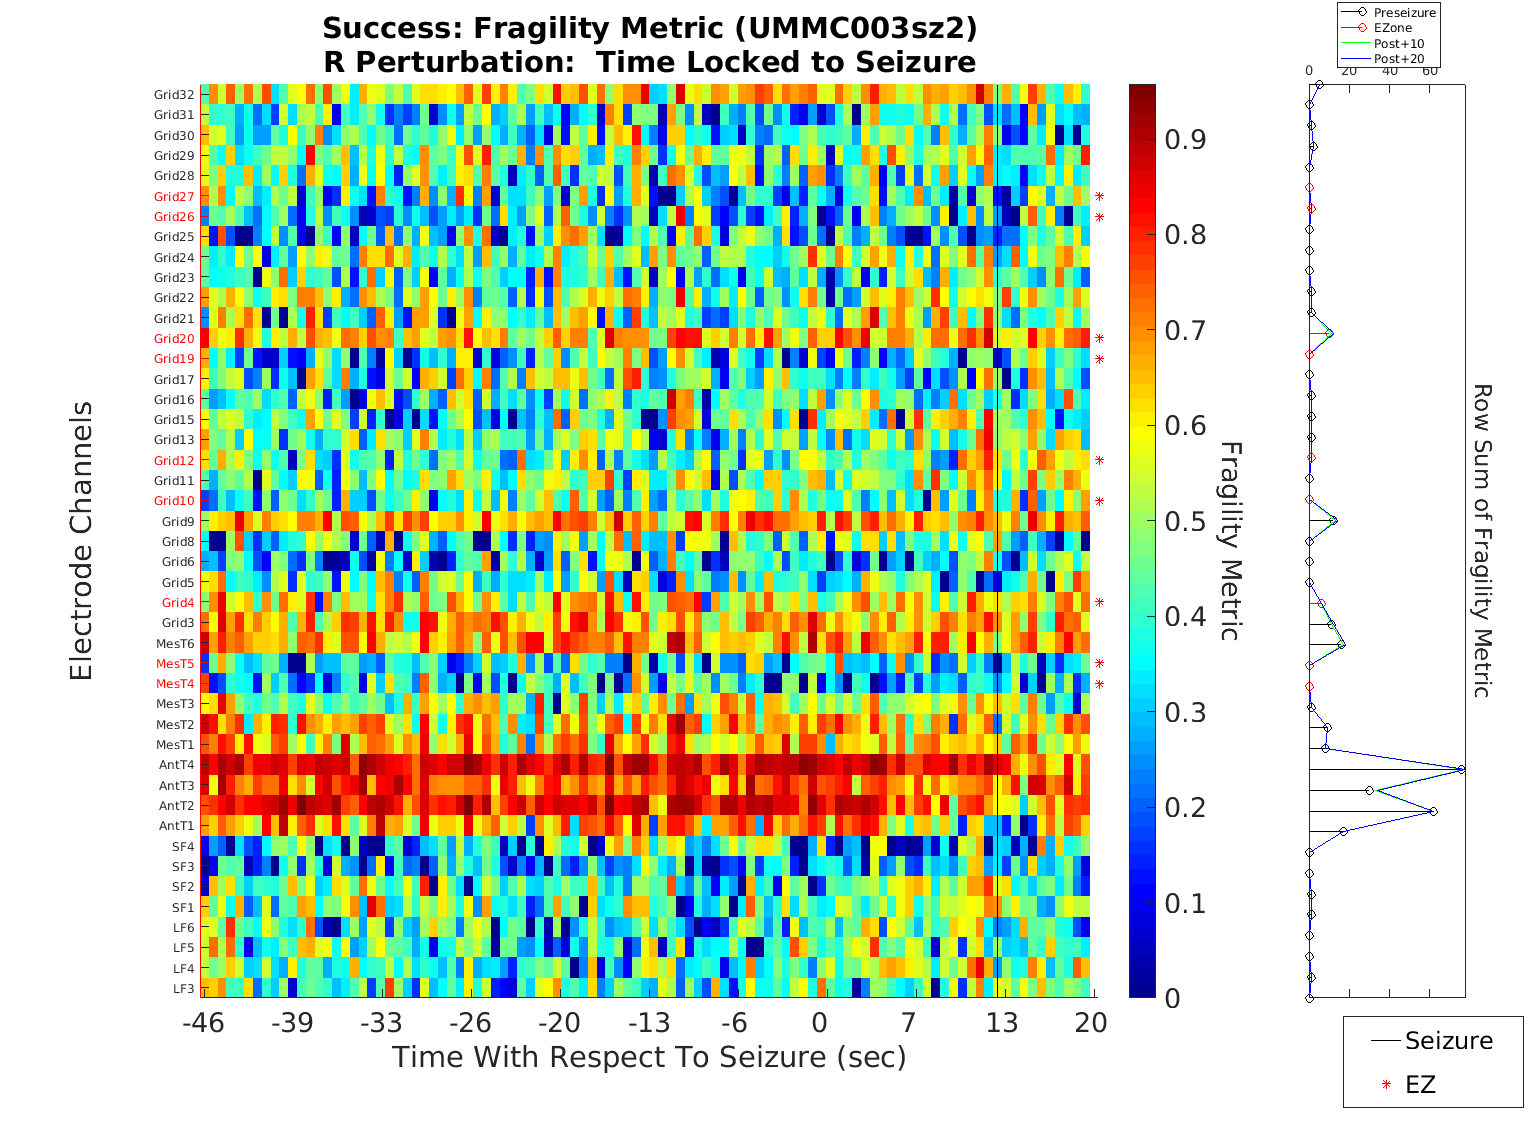 Success: Fragility Metric (UMMC003sz2)
R Perturbation:  Time Locked to Seizure
Preseizure
EZone
Post+10
Post+20
0 20 40 60
Electrode Channels
Grid32
Grid31
Grid30
Grid29
Grid28
Grid27
Grid26
Grid25
Grid24
Grid23
Grid22
Grid21
Grid20
Grid19
Grid17
Grid16
Grid15
Grid13
Grid12
Grid11
Grid10
Grid9
Grid8
Grid6
Grid5
Grid4
Grid3
MesT6
MesT5
MesT4
MesT3
MesT2
MesT1
AntT4
AntT3
AntT2
AntT1
SF4
SF3
SF2
SF1
LF6
LF5
LF4
LF3
-46 -39 -33 -26 -20 -13 -6 0 7 13 20
Time With Respect To Seizure (sec)
0.9
0.8
0.7
0.6
0.5
0.4
0.3
0.2
0.1
0
Fragility Metric
Row Sum of Fragility Metric
Seizure
EZ